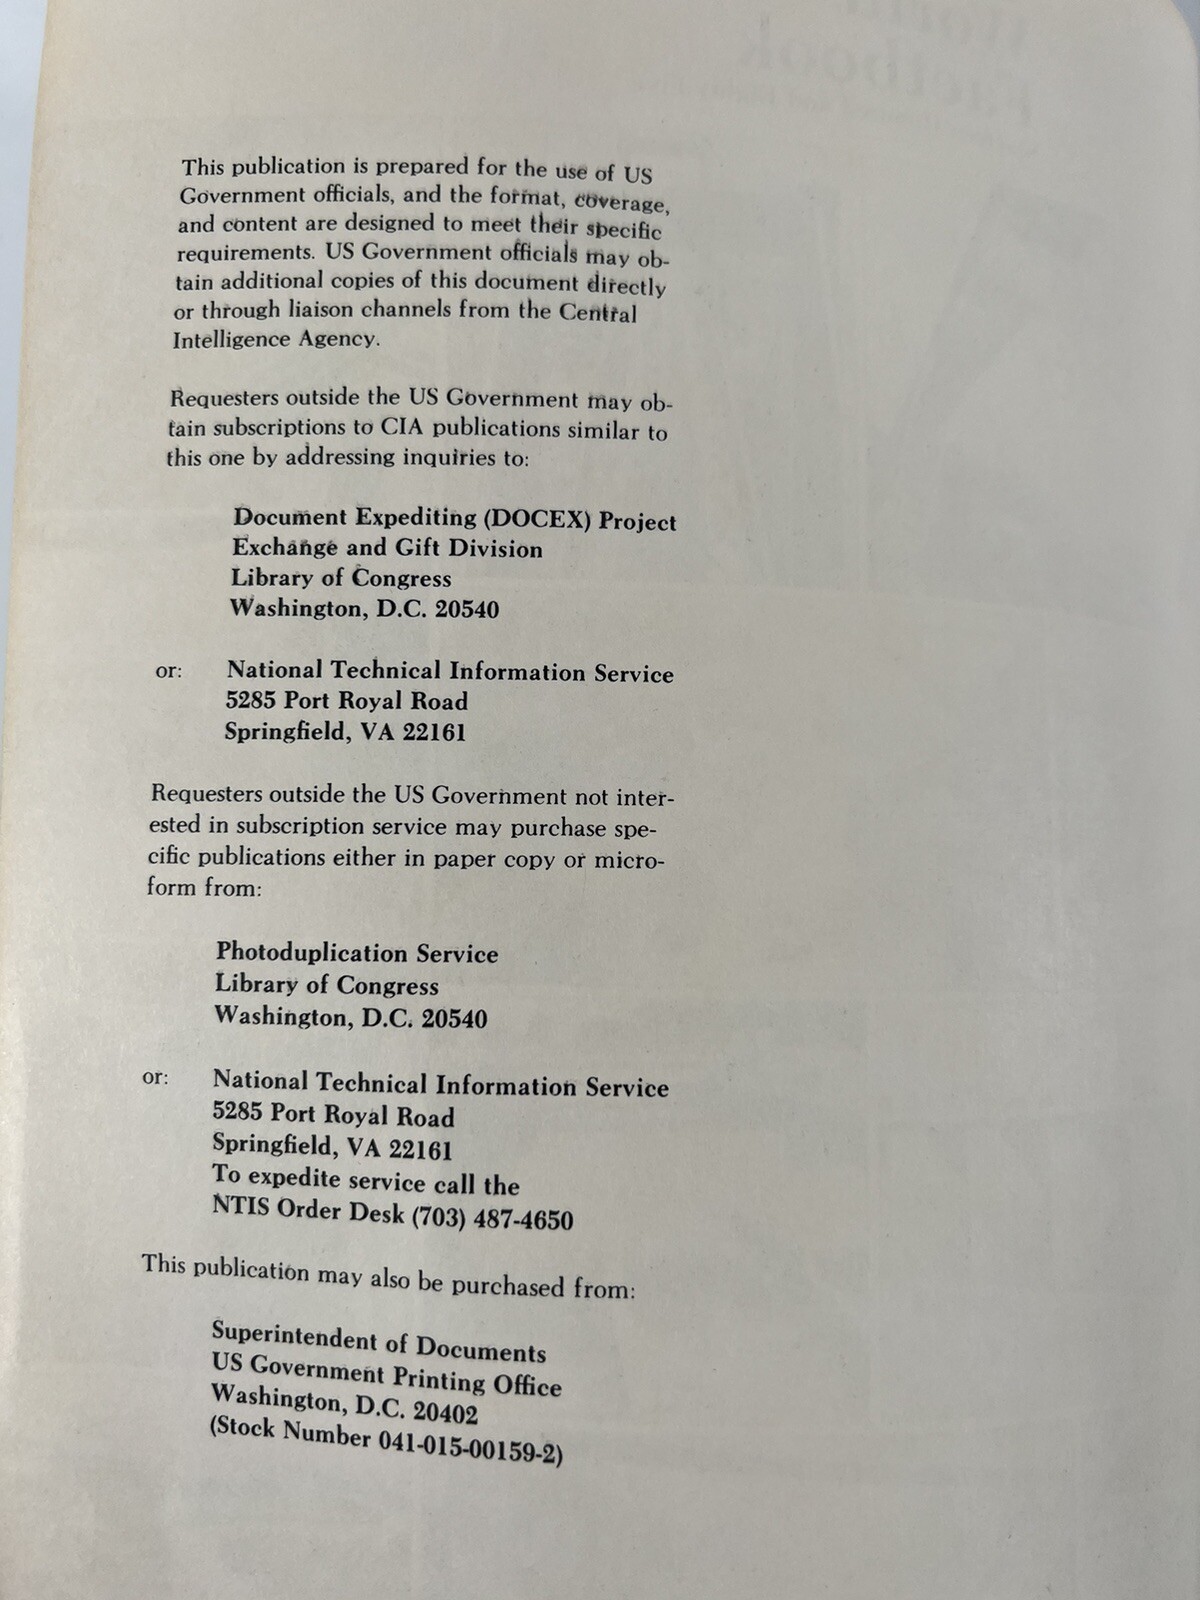 This publication is prepared for the use of US
Government officials, and the format, coverage,
and content are designed to meet their specific
requirements. US Government officials may ob-
tain additional copies of this document directly
or through liaison channels from the Central
Intelligence Agency.
Requesters outside the US Government may ob-
tain subscriptions to CIA publications similar to
this one by addressing inquiries to:
Document Expediting (DOCEX) Project
Exchange and Gift Division
Library of Congress
Washington, D.C. 20540
or: National Technical Information Service
5285 Port Royal Road
Springfield, VA 22161
Requesters outside the US Government not inter-
ested in subscription service may purchase spe-
cific publications either in paper copy or micro-
form from:
Photoduplication Service
Library of Congress
Washington, D.C. 20540
or: National Technical Information Service
5285 Port Royal Road
Springfield, VA 22161
To expedite service call the
NTIS Order Desk (703) 487-4650
This publication may also be purchased from:
Superintendent of Documents
US Government Printing Office
Washington, D.C. 20402
(Stock Number 041-015-00159-2)